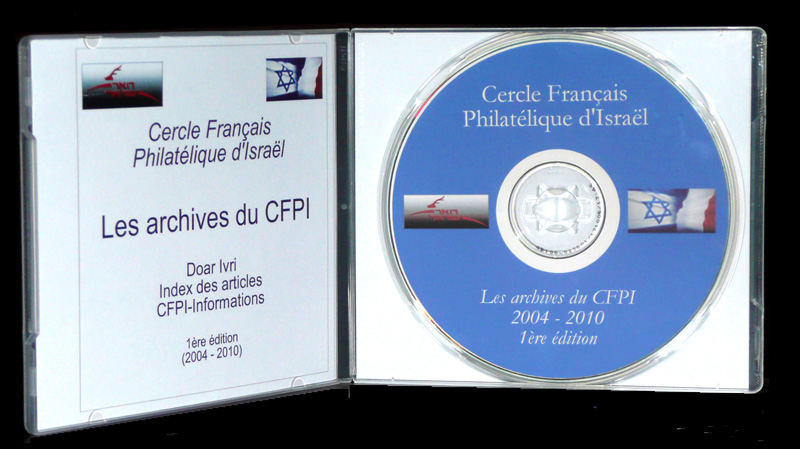 Cercle Français
Philatélique d'Israël
Les archives du CFPI
Doar Ivri
Index des articles
CFPI-Informations
1ère édition
(2004 - 2010)
Cercle Français
Philatélique d'Israël
Les archives du CFPI
2004 - 2010
1ère édition